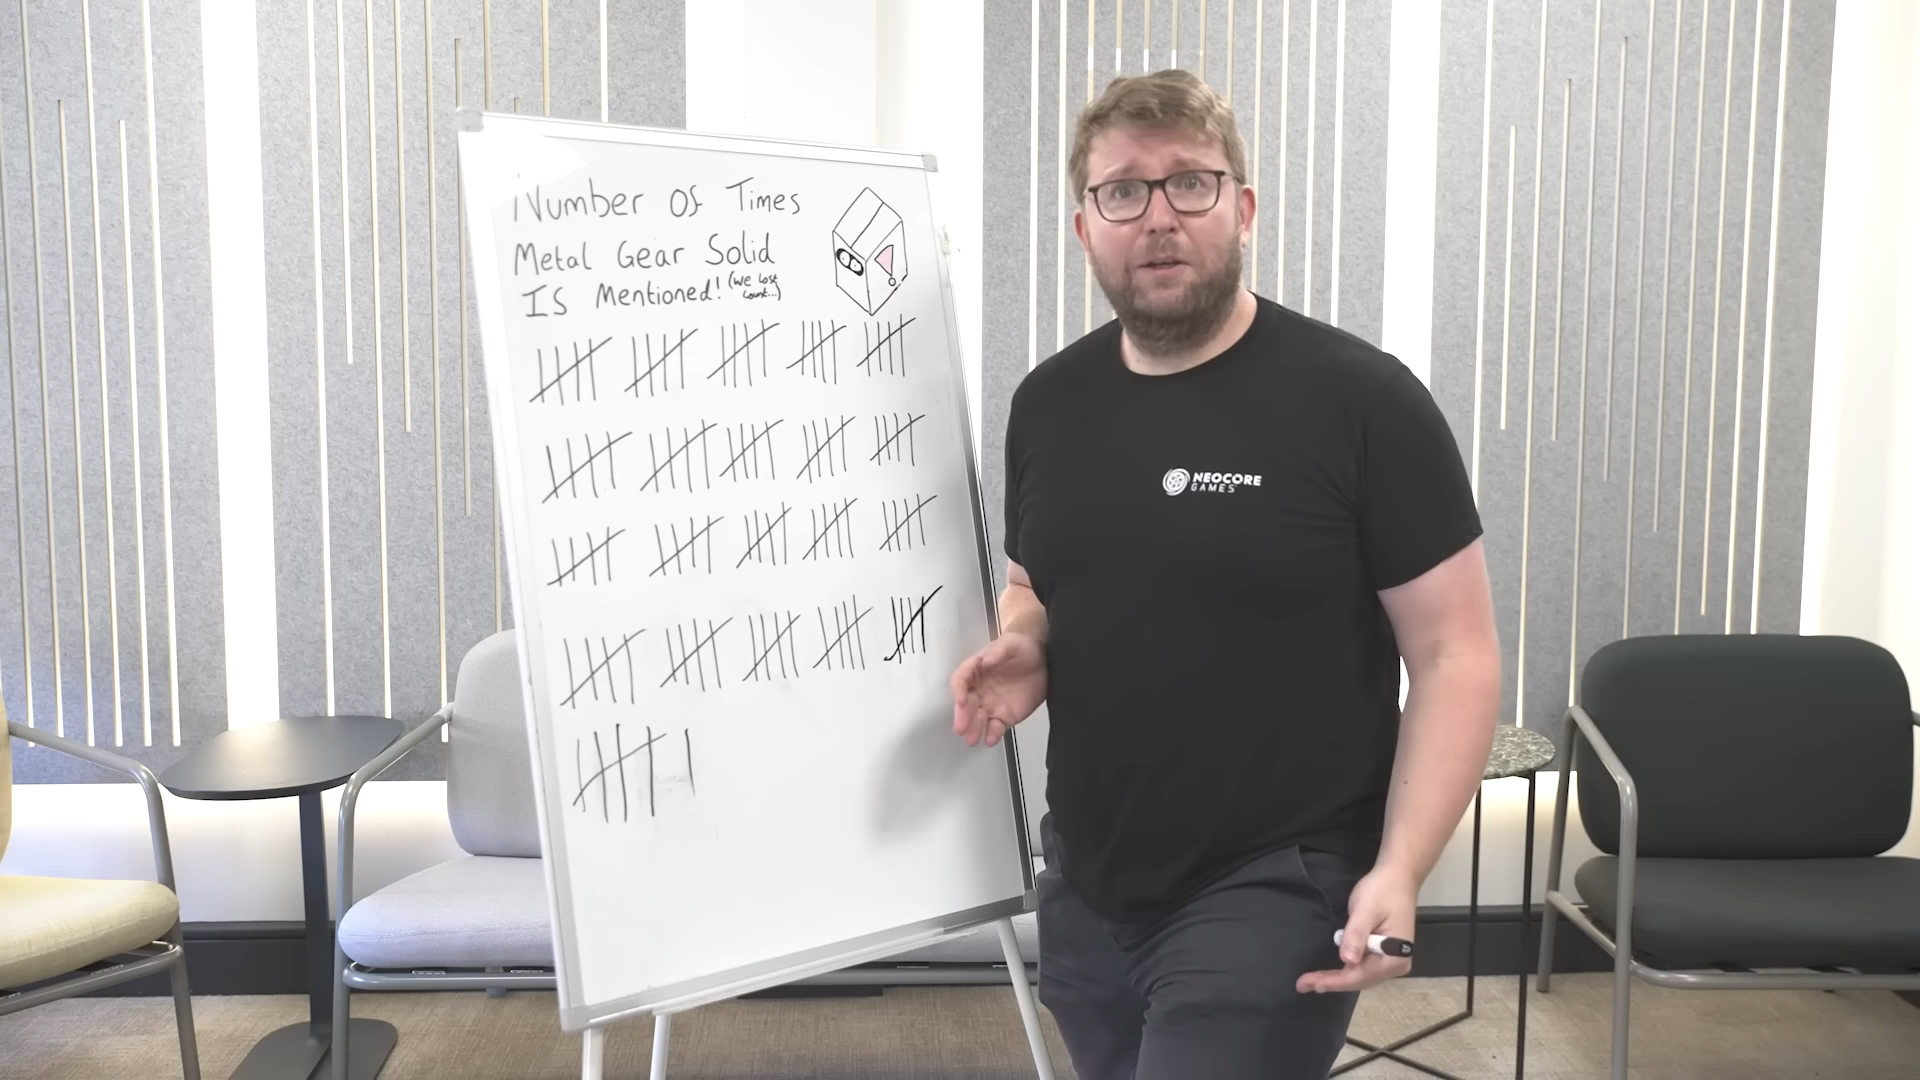 Number Of Times
Metal Gear Solid
Is Mentioned! (we lost
count...)
!
NEOCORE
GAMES